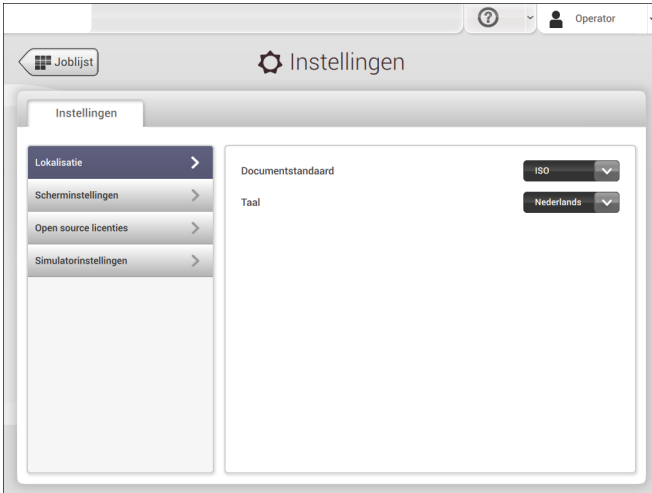 Operator
Joblijst
Instellingen
Instellingen
Lokalisatie
Scherminstellingen
Open source licenties
Simulatorinstellingen
Documentstandaard
ISO
Taal
Nederlands